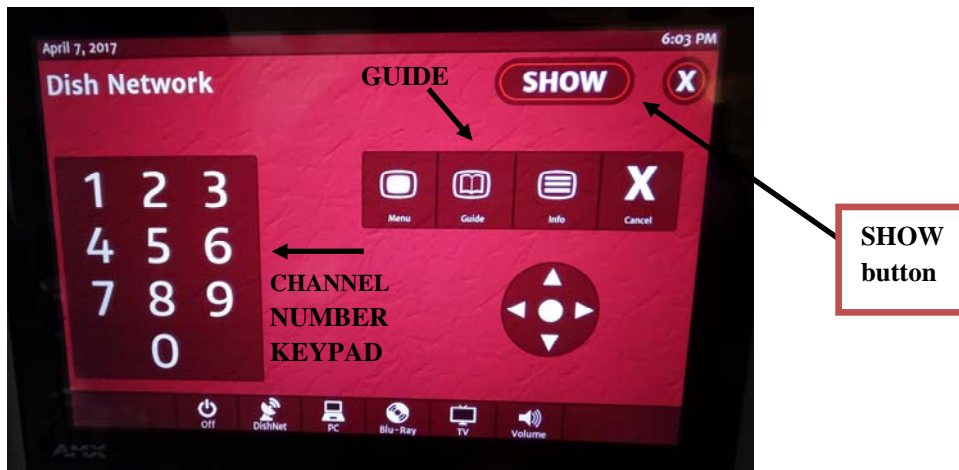 April 7, 2017
6:03 PM
Dish Network
GUIDE
SHOW
X
1 2 3
4 5 6
7 8 9
0
Menu
Guide
Info
X
Cancel
SHOW
button
CHANNEL
NUMBER
KEYPAD
Off
DishNet
PC
Blu-Ray
TV
Volume
AMX